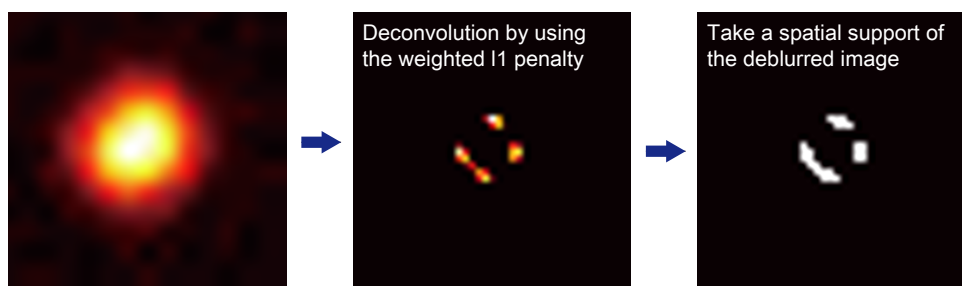 Deconvolution by using
the weighted l1 penalty
Take a spatial support of
the deblurred image